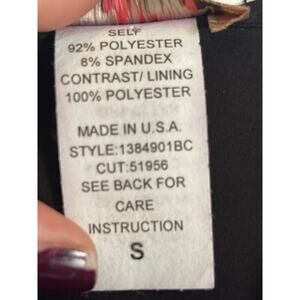 SELF
92% POLYESTER
8% SPANDEX
CONTRAST/ LINING
100% POLYESTER
MADE IN U.S.A.
STYLE:1384901BC
CUT:51956
SEE BACK FOR
CARE
INSTRUCTION
S